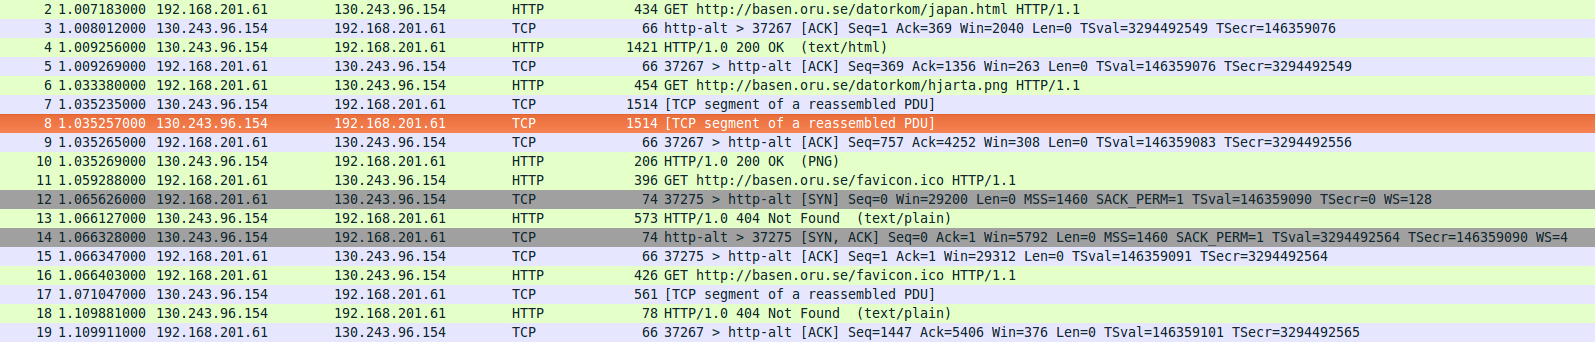 2 1.007183000 192.168.201.61 130.243.96.154 HTTP 434 GET http://basen.oru.se/datorkom/japan.html HTTP/1.1
3 1.008012000 130.243.96.154 192.168.201.61 TCP 66 http-alt > 37267 [ACK] Seq=1 Ack=369 Win=2040 Len=0 TSval=3294492549 TSecr=146359076
4 1.009256000 130.243.96.154 192.168.201.61 HTTP 1421 HTTP/1.0 200 OK  (text/html)
5 1.009269000 192.168.201.61 130.243.96.154 TCP 66 37267 > http-alt [ACK] Seq=369 Ack=1356 Win=263 Len=0 TSval=146359076 TSecr=3294492549
6 1.033380000 192.168.201.61 130.243.96.154 HTTP 454 GET http://basen.oru.se/datorkom/hjarta.png HTTP/1.1
7 1.035235000 130.243.96.154 192.168.201.61 TCP 1514 [TCP segment of a reassembled PDU]
8 1.035257000 130.243.96.154 192.168.201.61 TCP 1514 [TCP segment of a reassembled PDU]
9 1.035265000 192.168.201.61 130.243.96.154 TCP 66 37267 > http-alt [ACK] Seq=757 Ack=4252 Win=308 Len=0 TSval=146359083 TSecr=3294492556
10 1.035269000 130.243.96.154 192.168.201.61 HTTP 206 HTTP/1.0 200 OK  (PNG)
11 1.059288000 192.168.201.61 130.243.96.154 HTTP 396 GET http://basen.oru.se/favicon.ico HTTP/1.1
12 1.065626000 192.168.201.61 130.243.96.154 TCP 74 37275 > http-alt [SYN] Seq=0 Win=29200 Len=0 MSS=1460 SACK_PERM=1 TSval=146359090 TSecr=0 WS=128
13 1.066127000 130.243.96.154 192.168.201.61 HTTP 573 HTTP/1.0 404 Not Found  (text/plain)
14 1.066328000 130.243.96.154 192.168.201.61 TCP 74 http-alt > 37275 [SYN, ACK] Seq=0 Ack=1 Win=5792 Len=0 MSS=1460 SACK_PERM=1 TSval=3294492564 TSecr=146359090 WS=4
15 1.066347000 192.168.201.61 130.243.96.154 TCP 66 37275 > http-alt [ACK] Seq=1 Ack=1 Win=29312 Len=0 TSval=146359091 TSecr=3294492564
16 1.066403000 192.168.201.61 130.243.96.154 HTTP 426 GET http://basen.oru.se/favicon.ico HTTP/1.1
17 1.071047000 130.243.96.154 192.168.201.61 TCP 561 [TCP segment of a reassembled PDU]
18 1.109881000 130.243.96.154 192.168.201.61 HTTP 78 HTTP/1.0 404 Not Found  (text/plain)
19 1.109911000 192.168.201.61 130.243.96.154 TCP 66 37267 > http-alt [ACK] Seq=1447 Ack=5406 Win=376 Len=0 TSval=146359101 TSecr=3294492565